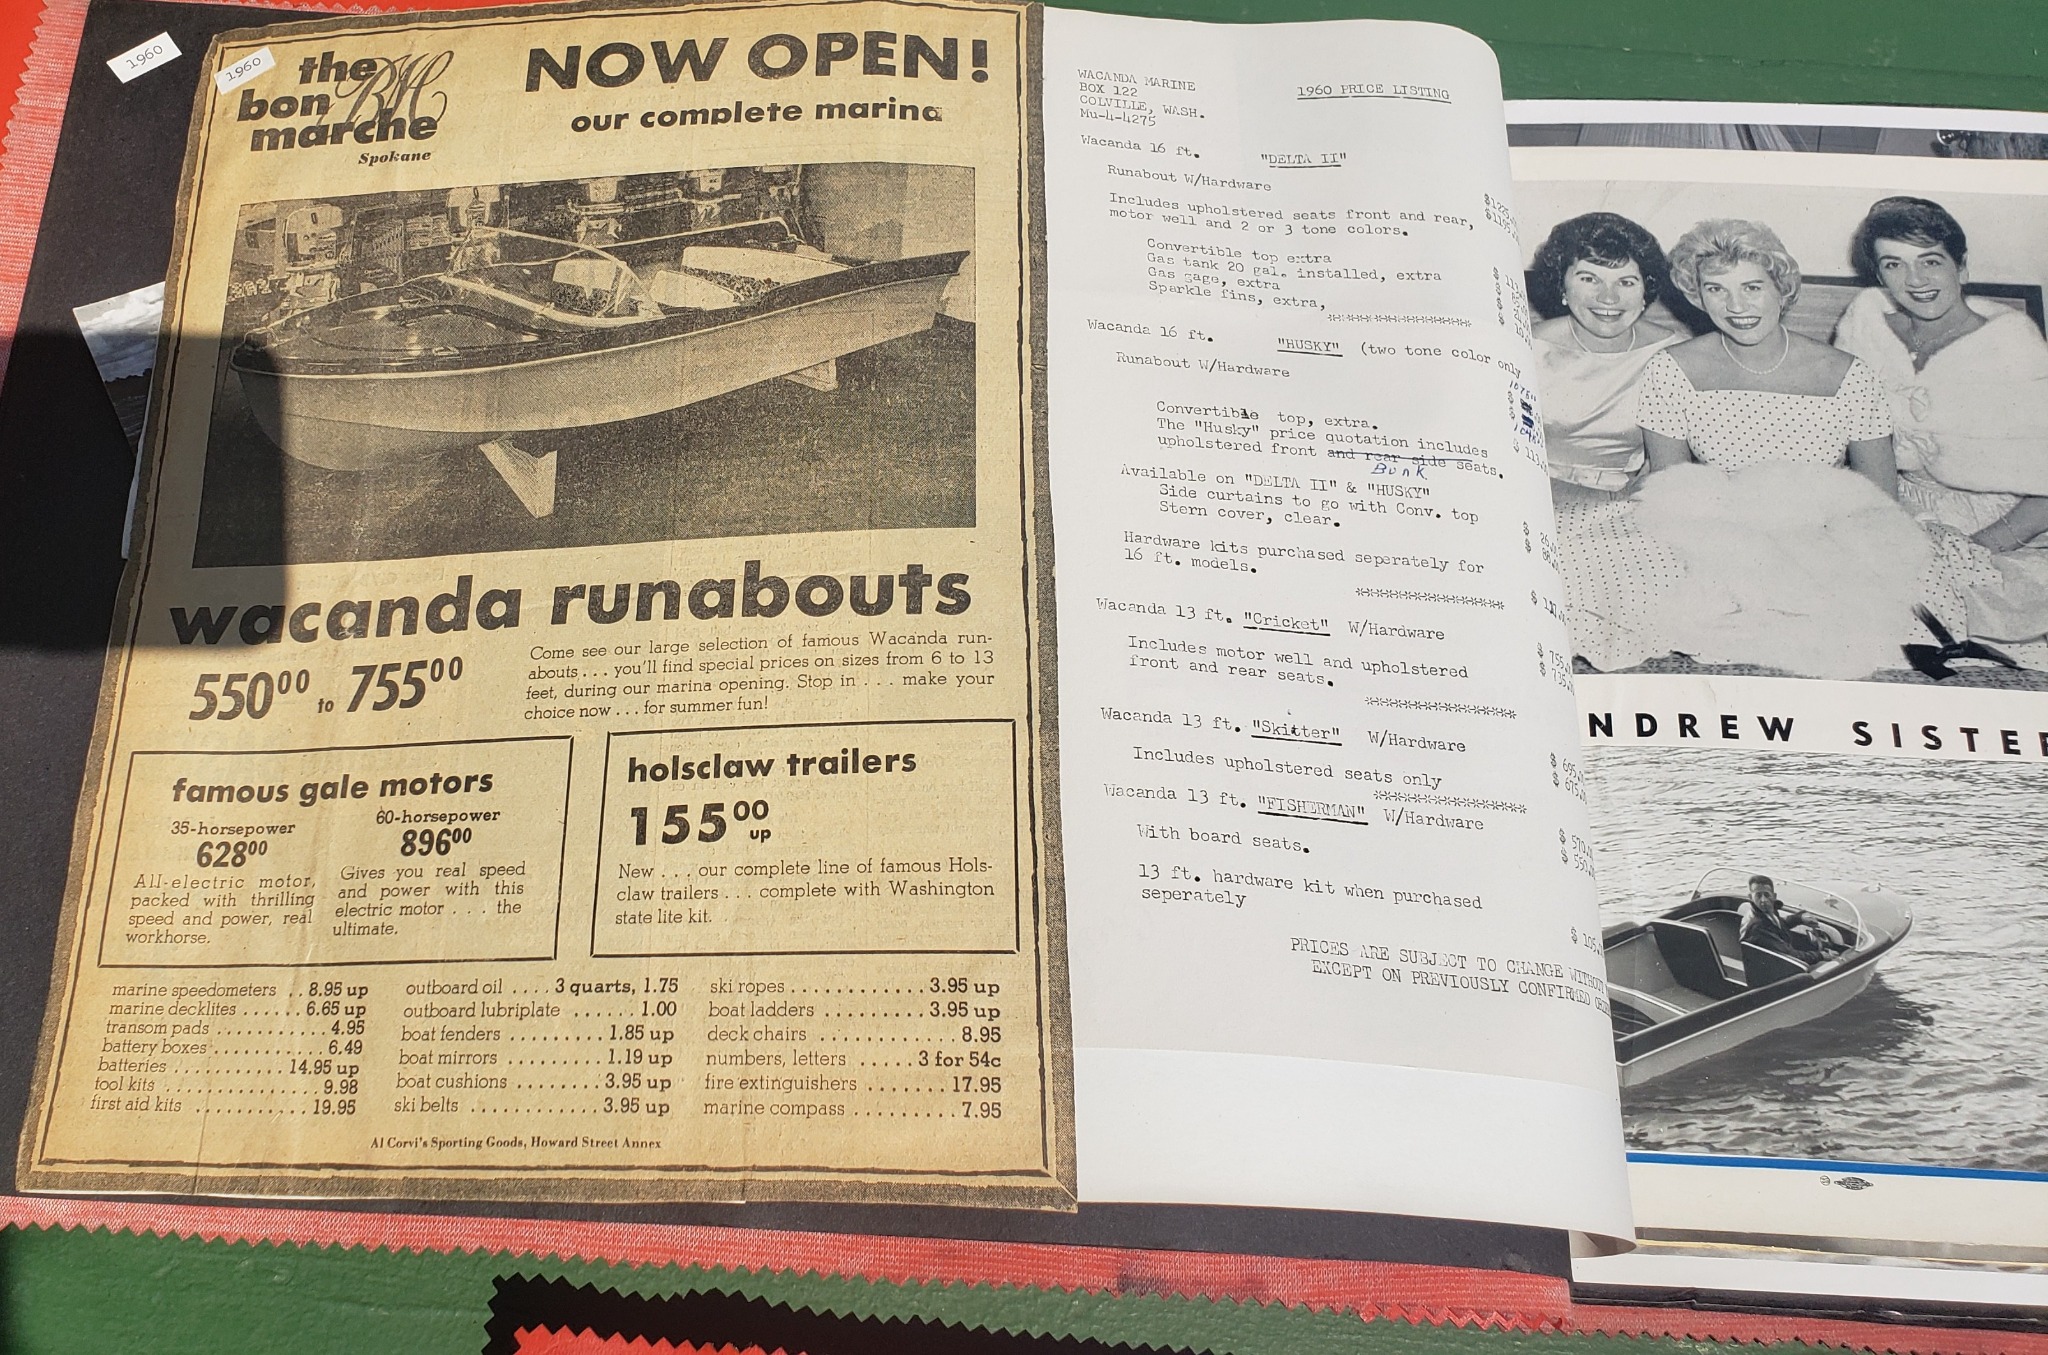 1960
1960
the
bon
marche
BM
Spokane
NOW OPEN!
our complete marina
wacanda runabouts
550⁰⁰ to 755⁰⁰
Come see our large selection of famous Wacanda run-
abouts . . . you'll find special prices on sizes from 6 to 13
feet, during our marina opening. Stop in . . . make your
choice now . . . for summer fun!
famous gale motors
35-horsepower
628⁰⁰
All-electric motor,
packed with thrilling
speed and power, real
workhorse.
60-horsepower
896⁰⁰
Gives you real speed
and power with this
electric motor . . . the
ultimate.
holsclaw trailers
155⁰⁰ up
New . . . our complete line of famous Hols-
claw trailers . . . complete with Washington
state lite kit.
marine speedometers . . 8.95 up
marine decklites . . . . . . 6.65 up
transom pads . . . . . . . . . . 4.95
battery boxes . . . . . . . . . . . 6.49
batteries . . . . . . . . . . . 14.95 up
tool kits . . . . . . . . . . . . . . 9.98
first aid kits . . . . . . . . . . 19.95
outboard oil . . . . 3 quarts, 1.75
outboard lubriplate . . . . . . 1.00
boat fenders . . . . . . . . . 1.85 up
boat mirrors . . . . . . . . . 1.19 up
boat cushions . . . . . . . . 3.95 up
ski belts . . . . . . . . . . . . 3.95 up
ski ropes . . . . . . . . . . . . 3.95 up
boat ladders . . . . . . . . . 3.95 up
deck chairs . . . . . . . . . . . . 8.95
numbers, letters . . . . . 3 for 54c
fire extinguishers . . . . . . . 17.95
marine compass . . . . . . . . . 7.95
Al Corvi's Sporting Goods, Howard Street Annex
WACANDA MARINE
BOX 122
COLVILLE, WASH.
Mu-4-4275
1960 PRICE LISTING
Wacanda 16 ft. "DELTA II"
Runabout W/Hardware
Includes upholstered seats front and rear,
motor well and 2 or 3 tone colors.
Convertible top extra
Gas tank 20 gal. installed, extra
Gas gage, extra
Sparkle fins, extra,
****************
Wacanda 16 ft. "HUSKY" (two tone color only
Runabout W/Hardware
Convertible top, extra.
The "Husky" price quotation includes
upholstered front and rear side seats.
Bunk
Available on "DELTA II" & "HUSKY"
Side curtains to go with Conv. top
Stern cover, clear.
Hardware kits purchased seperately for
16 ft. models.
****************
Wacanda 13 ft. "Cricket" W/Hardware
Includes motor well and upholstered
front and rear seats.
****************
Wacanda 13 ft. "Skitter" W/Hardware
$ 695.
$ 675.
Includes upholstered seats only
****************
Wacanda 13 ft. "FISHERMAN" W/Hardware
$ 570.
$ 550.
With board seats.
13 ft. hardware kit when purchased
seperately
$ 105.
PRICES ARE SUBJECT TO CHANGE
EXCEPT ON PREVIOUSLY CONFIRMED
NDREW SISTE